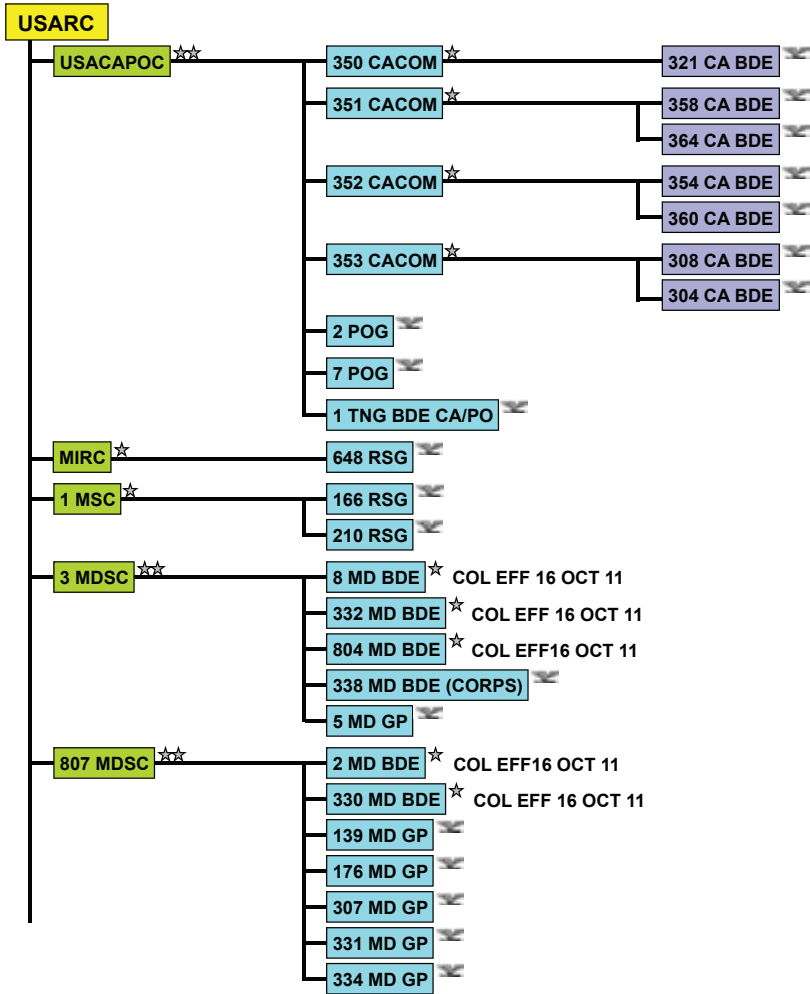 USARC
USACAPOC 350 CACOM 321 CA BDE
351 CACOM 358 CA BDE
364 CA BDE
352 CACOM 354 CA BDE
360 CA BDE
353 CACOM 308 CA BDE
304 CA BDE
2 POG
7 POG
1 TNG BDE CA/PO
MIRC 648 RSG
1 MSC 166 RSG
210 RSG
3 MDSC 8 MD BDE COL EFF 16 OCT 11
332 MD BDE COL EFF 16 OCT 11
804 MD BDE COL EFF16 OCT 11
338 MD BDE (CORPS)
5 MD GP
807 MDSC 2 MD BDE COL EFF16 OCT 11
330 MD BDE COL EFF 16 OCT 11
139 MD GP
176 MD GP
307 MD GP
331 MD GP
334 MD GP